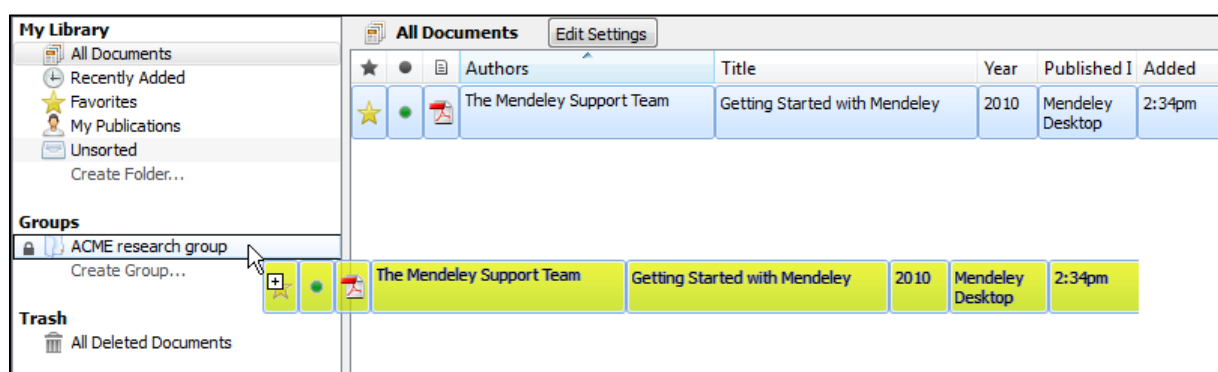 My Library
All Documents
Recently Added
Favorites
My Publications
Unsorted
Create Folder...
Groups
ACME research group
Create Group...
Trash
All Deleted Documents
All Documents Edit Settings
Authors Title Year Published I Added
The Mendeley Support Team Getting Started with Mendeley 2010 Mendeley 2:34pm
Desktop
The Mendeley Support Team Getting Started with Mendeley 2010 Mendeley 2:34pm
Desktop